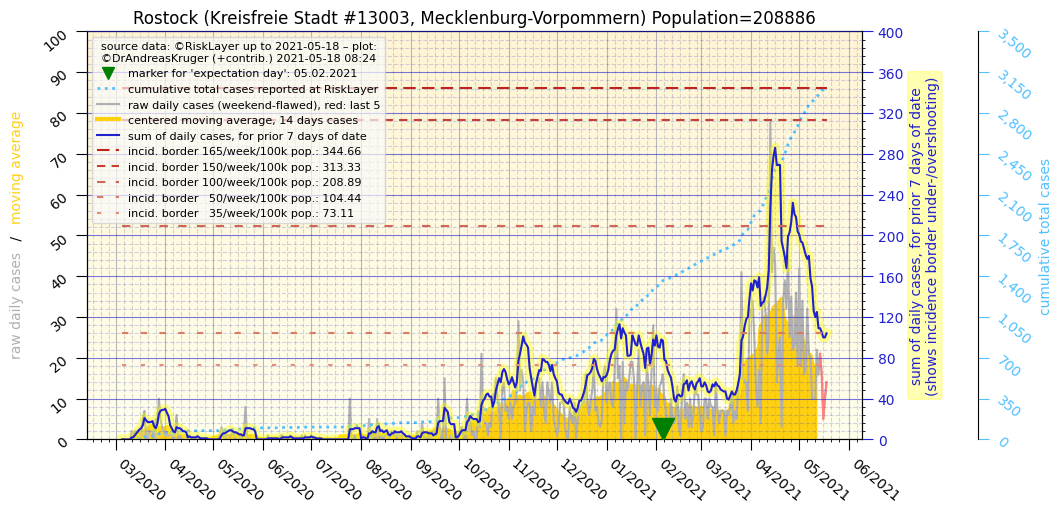 Rostock (Kreisfreie Stadt #13003, Mecklenburg-Vorpommern) Population=208886
source data: ©RiskLayer up to 2021-05-18 – plot:
©DrAndreasKruger (+contrib.) 2021-05-18 08:24
marker for 'expectation day': 05.02.2021
cumulative total cases reported at RiskLayer
raw daily cases (weekend-flawed), red: last 5
centered moving average, 14 days cases
sum of daily cases, for prior 7 days of date
incid. border 165/week/100k pop.: 344.66
incid. border 150/week/100k pop.: 313.33
incid. border 100/week/100k pop.: 208.89
incid. border 50/week/100k pop.: 104.44
incid. border 35/week/100k pop.: 73.11
raw daily cases / moving average
100
90
80
70
60
50
40
30
20
10
0
03/2020
04/2020
05/2020
06/2020
07/2020
08/2020
09/2020
10/2020
11/2020
12/2020
01/2021
02/2021
03/2021
04/2021
05/2021
06/2021
400
360
320
280
240
200
160
120
80
40
0
sum of daily cases, for prior 7 days of date
(shows incidence border under-/overshooting)
3,500
3,150
2,800
2,450
2,100
1,750
1,400
1,050
700
350
0
cumulative total cases